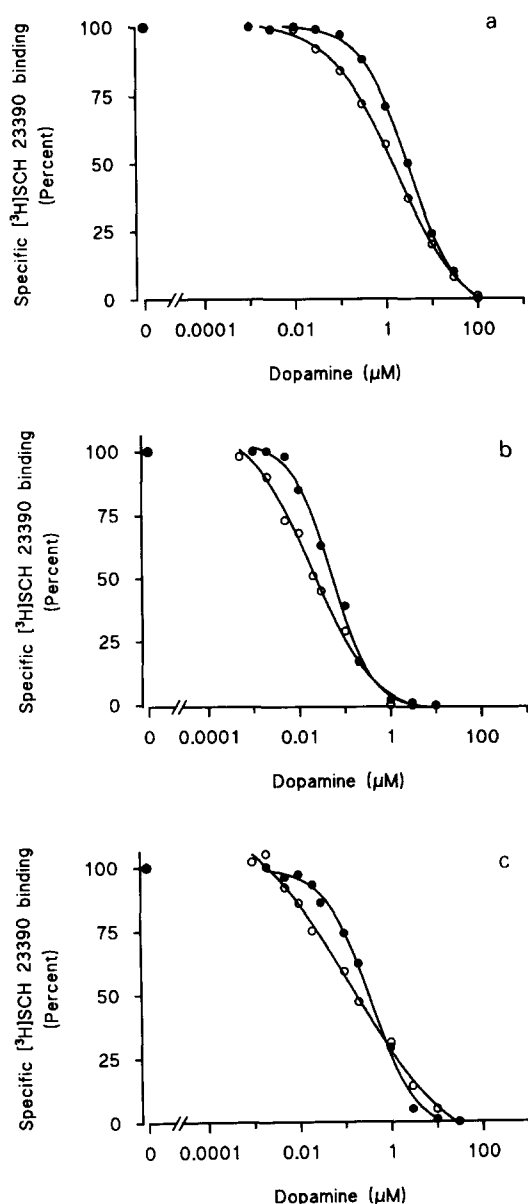 a
Specific [³H]SCH 23390 binding
(Percent)
100
75
50
25
0
0 0.0001 0.01 1 100
Dopamine (µM)
b
Specific [³H]SCH 23390 binding
(Percent)
100
75
50
25
0
0 0.0001 0.01 1 100
Dopamine (µM)
c
Specific [³H]SCH 23390 binding
(Percent)
100
75
50
25
0
0 0.0001 0.01 1 100
Dopamine (µM)